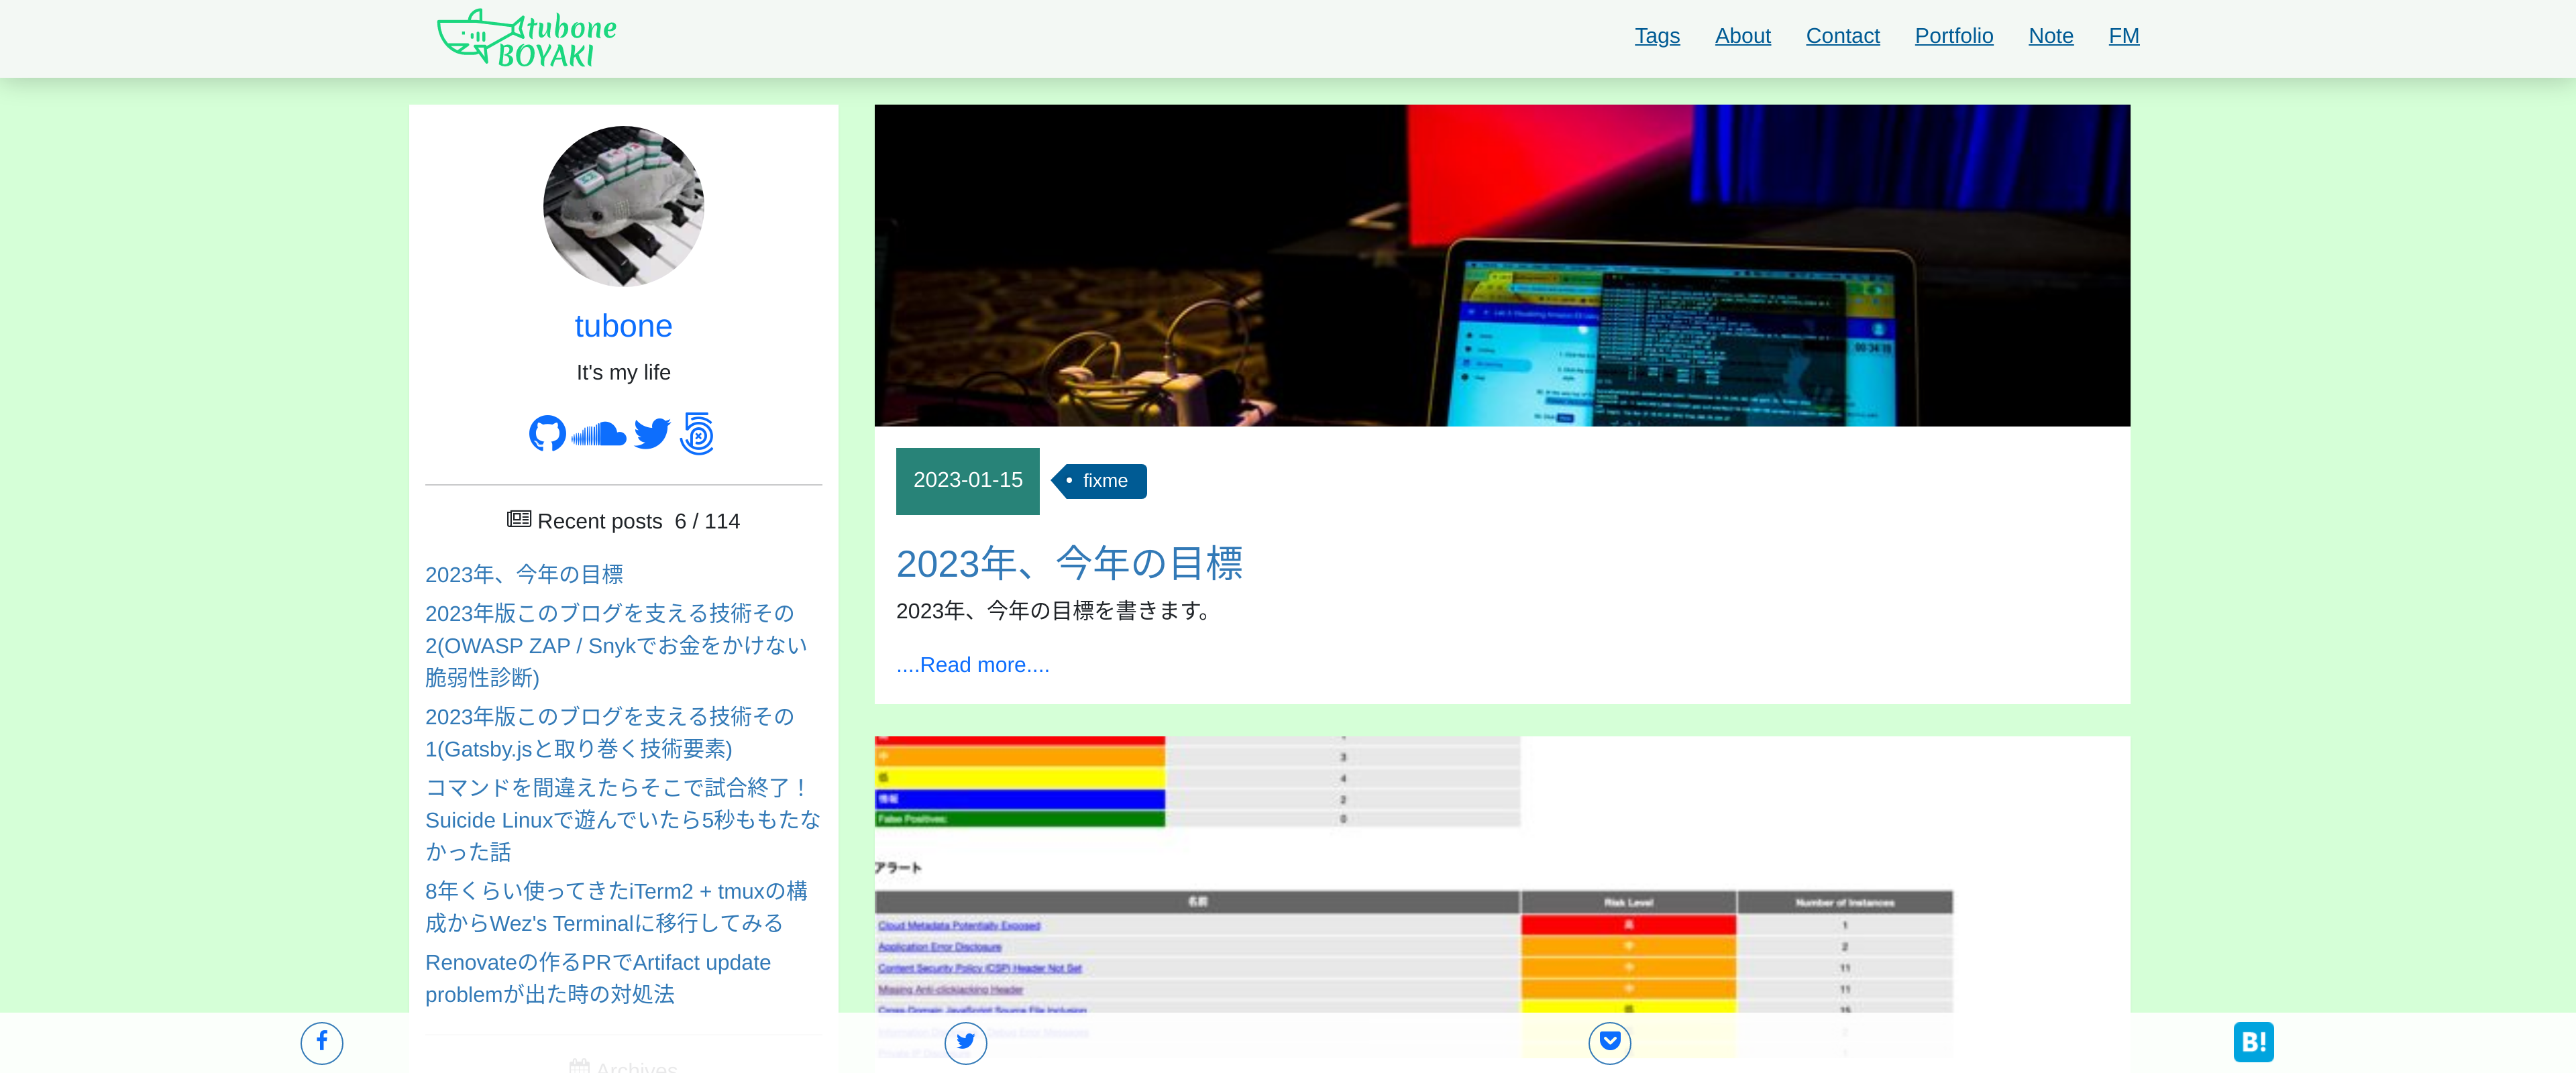 tubone
BOYAKI
Tags About Contact Portfolio Note FM
tubone
It's my life
Recent posts 6 / 114
2023年、今年の目標
2023年版このブログを支える技術その
2(OWASP ZAP / Snykでお金をかけない
脆弱性診断)
2023年版このブログを支える技術その
1(Gatsby.jsと取り巻く技術要素)
コマンドを間違えたらそこで試合終了！
Suicide Linuxで遊んでいたら5秒ももたな
かった話
8年くらい使ってきたiTerm2 + tmuxの構
成からWez's Terminalに移行してみる
Renovateの作るPRでArtifact update
problemが出た時の対処法
Archives
00:34:18
2023-01-15
fixme
2023年、今年の目標
2023年、今年の目標を書きます。
....Read more....
中 3
低 4
情報 2
False Positives: 0
アラート
名前 Risk Level Number of Instances
Cloud Metadata Potentially Exposed 高 1
Application Error Disclosure 中 2
Content Security Policy (CSP) Header Not Set 中 11
Missing Anti-clickjacking Header 中 11
Cross-Domain JavaScript Source File Inclusion 低 15
B!